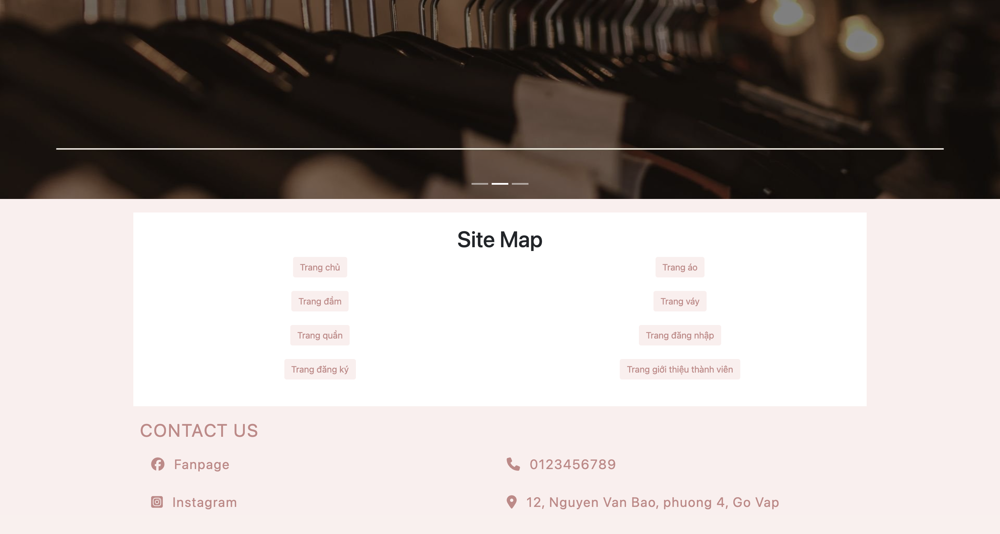 Site Map
Trang chủ
Trang áo
Trang đầm
Trang váy
Trang quần
Trang đăng nhập
Trang đăng ký
Trang giới thiệu thành viên
CONTACT US
Fanpage
0123456789
Instagram
12, Nguyen Van Bao, phuong 4, Go Vap